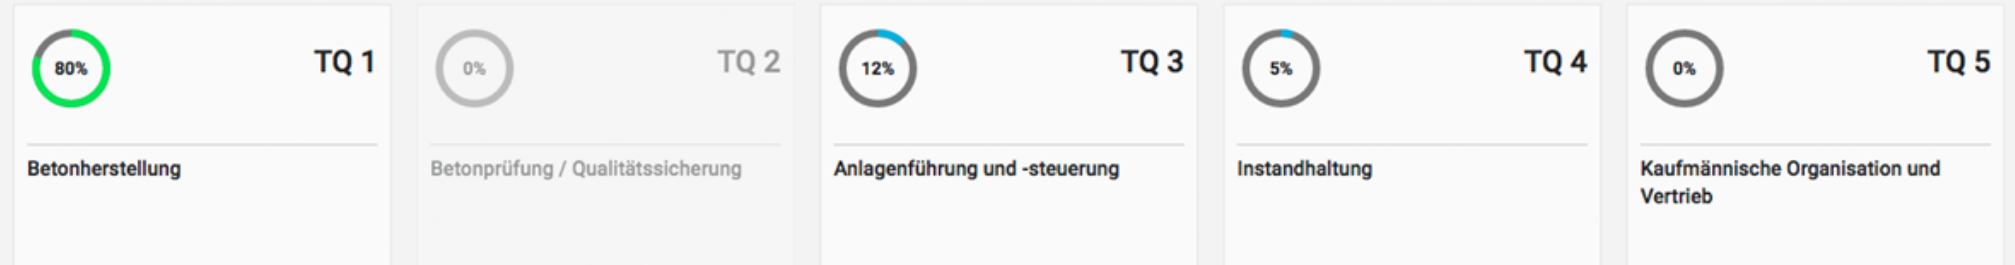 80%
TQ 1
Betonherstellung
0%
TQ 2
Betonprüfung / Qualitätssicherung
12%
TQ 3
Anlagenführung und -steuerung
5%
TQ 4
Instandhaltung
0%
TQ 5
Kaufmännische Organisation und
Vertrieb